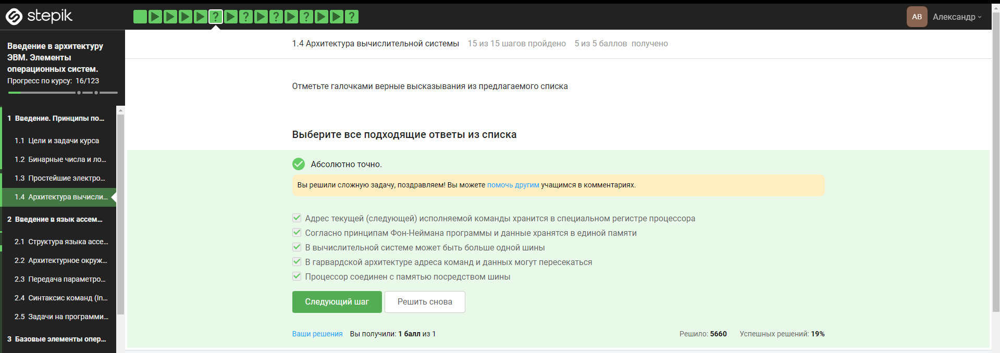 stepik
? ? ? ? ?
AB Александр
Введение в архитектуру
ЭВМ. Элементы
операционных систем.
Прогресс по курсу: 16/123
1 Введение. Принципы по...
1.1 Цели и задачи курса
1.2 Бинарные числа и ло...
1.3 Простейшие электро...
1.4 Архитектура вычисли...
2 Введение в язык ассем...
2.1 Структура языка ассе...
2.2 Архитектурное окруж...
2.3 Передача параметро...
2.4 Синтаксис команд (In...
2.5 Задачи на программи...
3 Базовые элементы опер...
1.4 Архитектура вычислительной системы 15 из 15 шагов пройдено 5 из 5 баллов получено
Отметьте галочками верные высказывания из предлагаемого списка
Выберите все подходящие ответы из списка
Абсолютно точно.
Вы решили сложную задачу, поздравляем! Вы можете помочь другим учащимся в комментариях.
Адрес текущей (следующей) исполняемой команды хранится в специальном регистре процессора
Согласно принципам Фон-Неймана программы и данные хранятся в единой памяти
В вычислительной системе может быть больше одной шины
В гарвардской архитектуре адреса команд и данных могут пересекаться
Процессор соединен с памятью посредством шины
Следующий шаг Решить снова
Ваши решения Вы получили: 1 балл из 1 Решило: 5660 Успешных решений: 19%